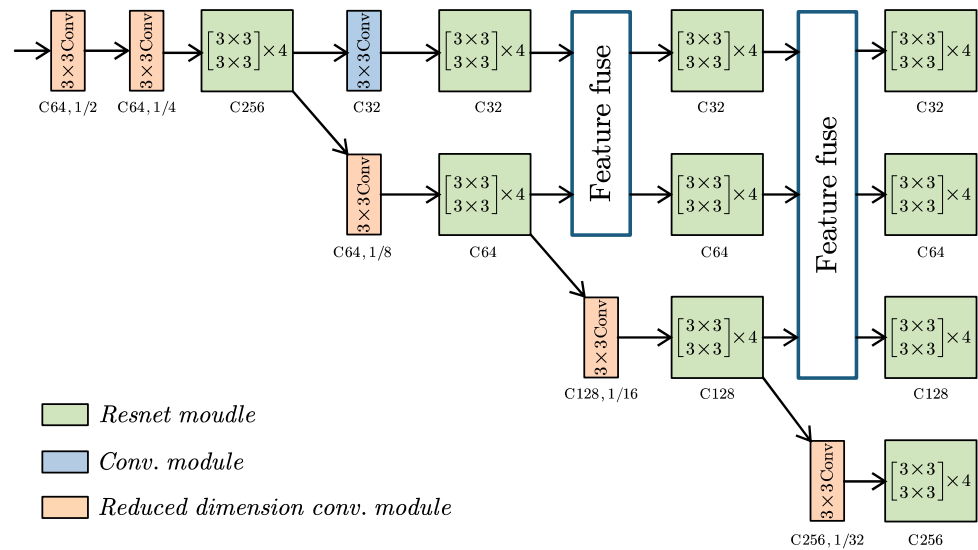 3×3Conv
C64, 1/2
3×3Conv
C64, 1/4
[3×3
3×3]×4
C256
3×3Conv
C32
[3×3
3×3]×4
C32
Feature fuse
[3×3
3×3]×4
C32
Feature fuse
[3×3
3×3]×4
C32
3×3Conv
C64, 1/8
[3×3
3×3]×4
C64
[3×3
3×3]×4
C64
[3×3
3×3]×4
C64
3×3Conv
C128, 1/16
[3×3
3×3]×4
C128
[3×3
3×3]×4
C128
3×3Conv
C256, 1/32
[3×3
3×3]×4
C256
Resnet moudle
Conv. module
Reduced dimension conv. module